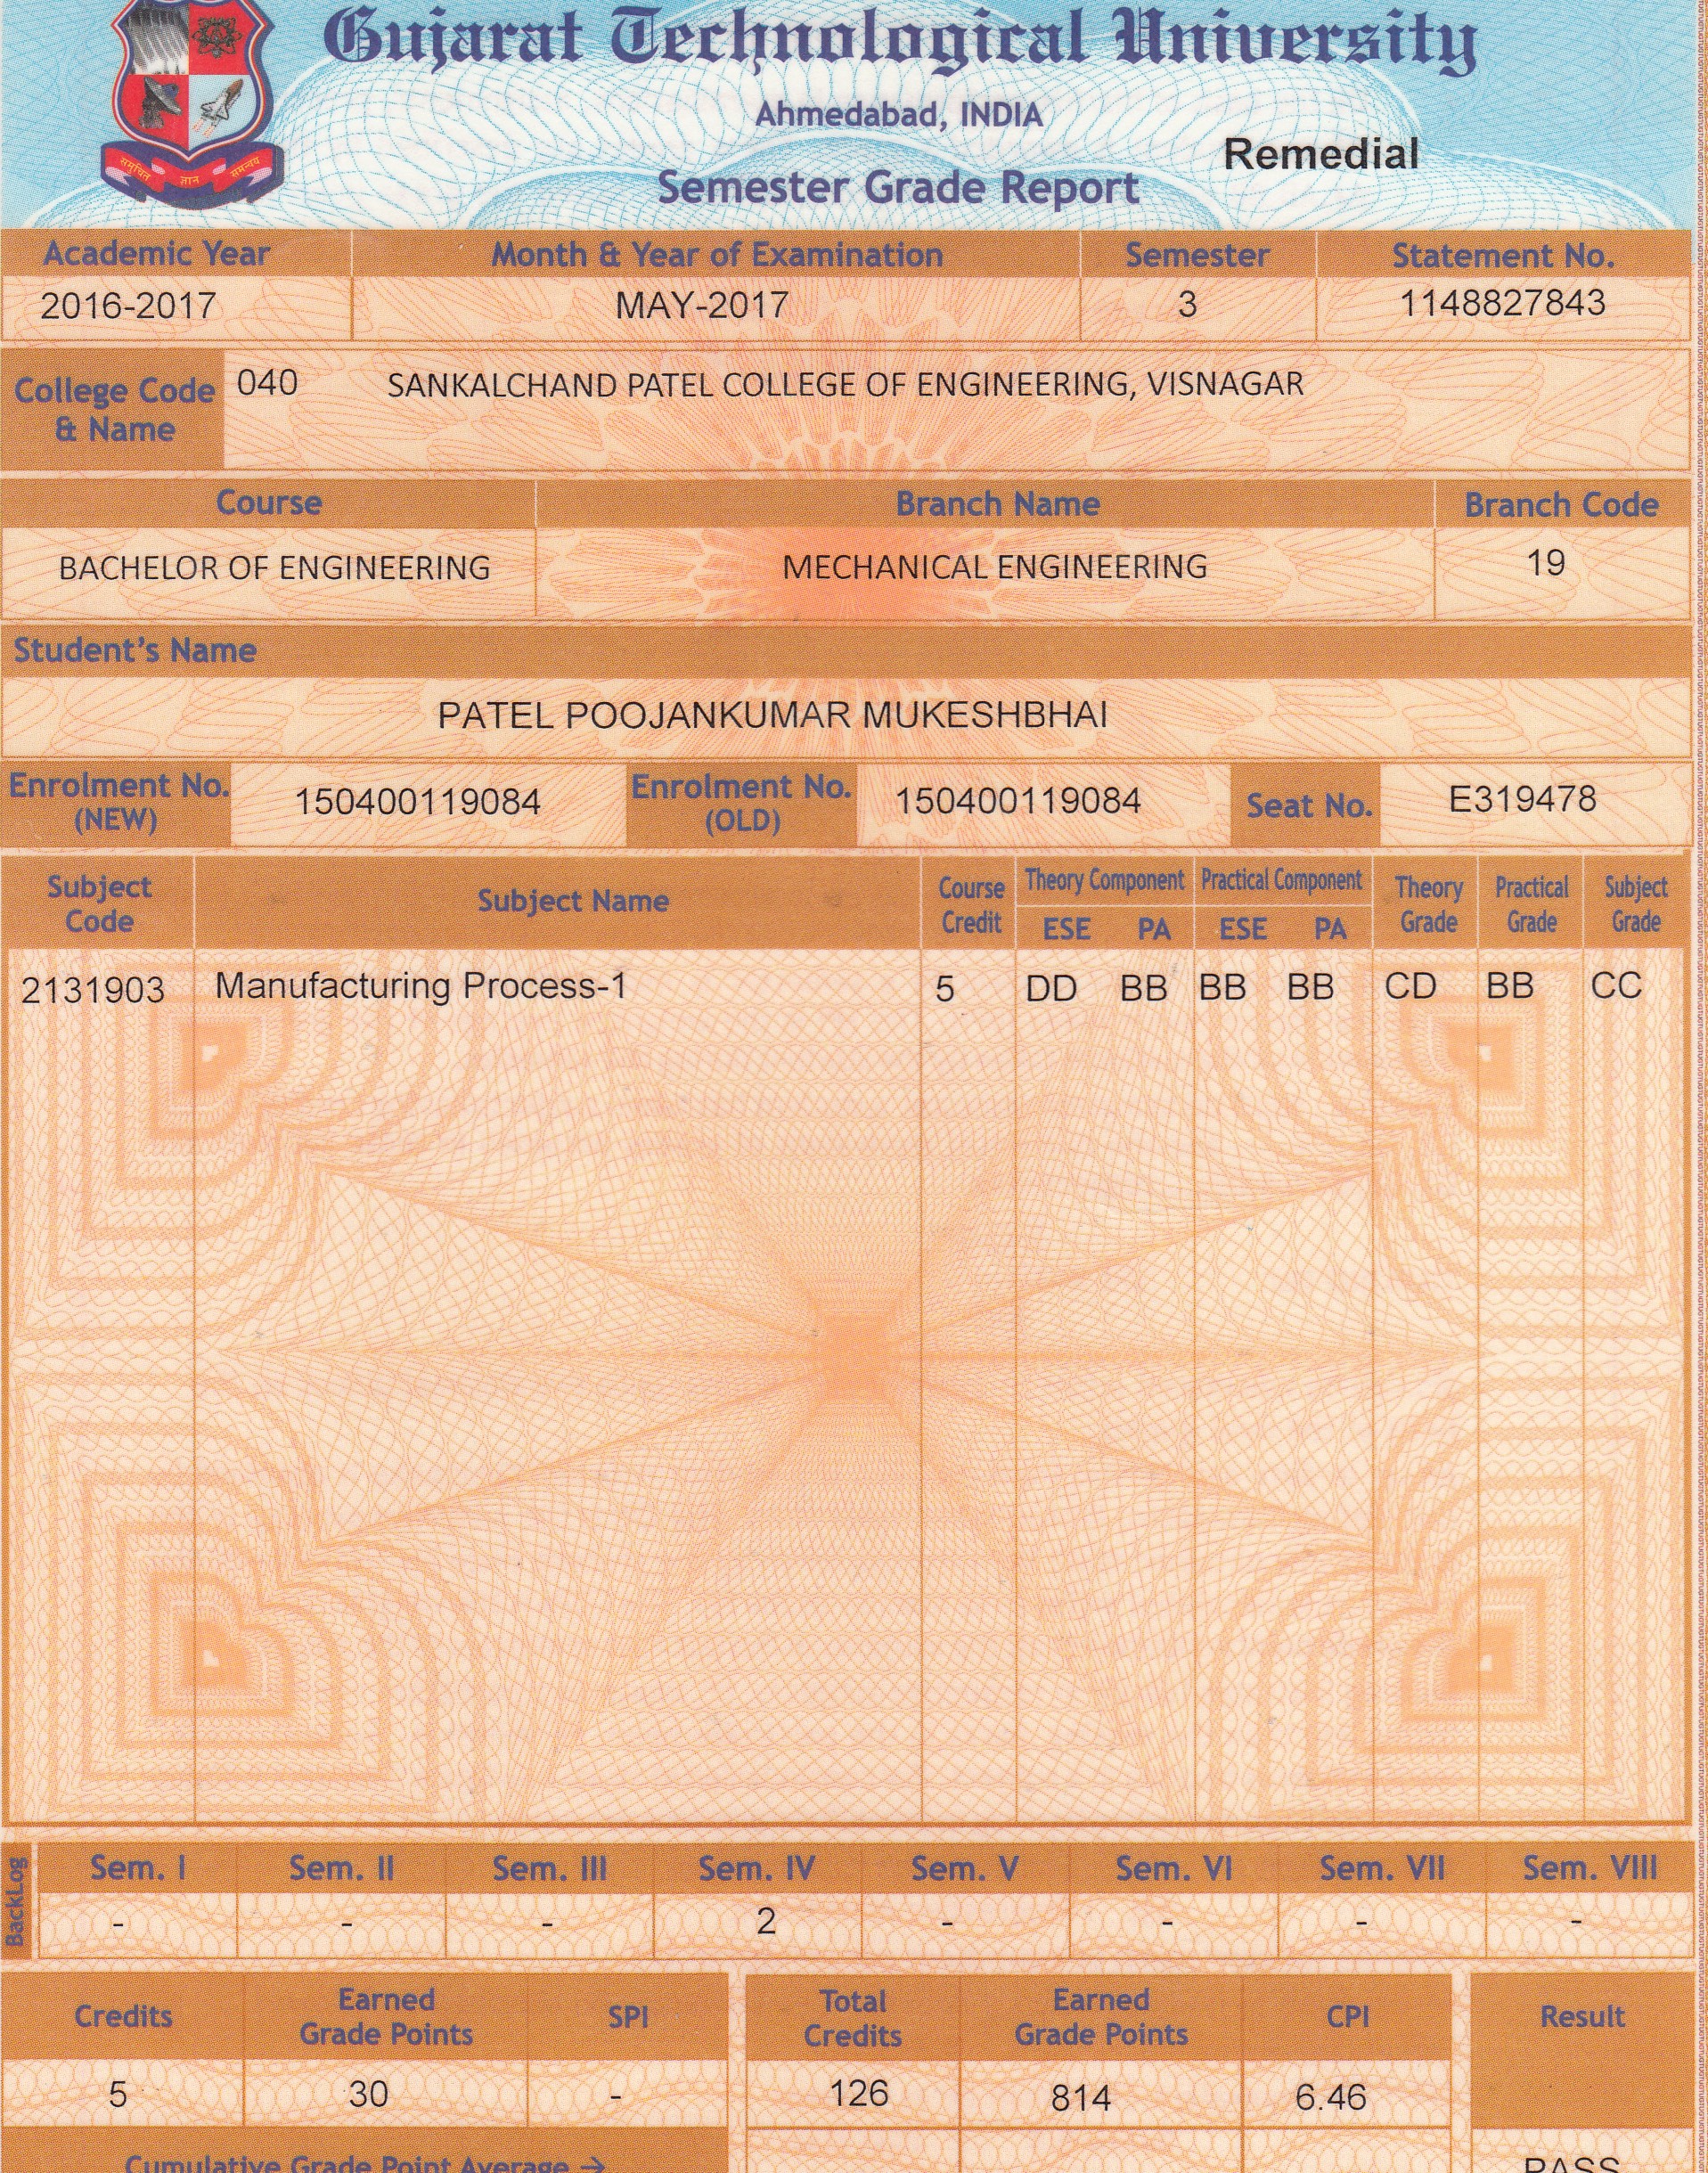 Gujarat Technological University
Ahmedabad, INDIA
Remedial
Semester Grade Report
समुचित ज्ञान समन्वय
Academic Year Month & Year of Examination Semester Statement No.
2016-2017 MAY-2017 3 1148827843
College Code & Name 040 SANKALCHAND PATEL COLLEGE OF ENGINEERING, VISNAGAR
Course Branch Name Branch Code
BACHELOR OF ENGINEERING MECHANICAL ENGINEERING 19
Student's Name
PATEL POOJANKUMAR MUKESHBHAI
Enrolment No. (NEW) 150400119084 Enrolment No. (OLD) 150400119084 Seat No. E319478
Subject Code Subject Name Course Credit Theory Component ESE PA Practical Component ESE PA Theory Grade Practical Grade Subject Grade
2131903 Manufacturing Process-1 5 DD BB BB BB CD BB CC
BackLog Sem. I Sem. II Sem. III Sem. IV Sem. V Sem. VI Sem. VII Sem. VIII
- - - 2 - - - -
Credits Earned Grade Points SPI Total Credits Earned Grade Points CPI Result
5 30 - 126 814 6.46
Cumulative Grade Point Average → PASS